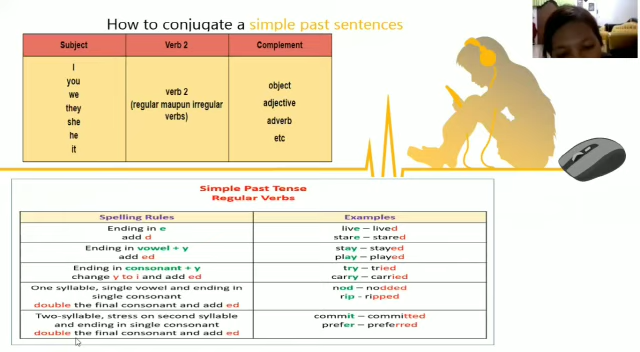 How to conjugate a simple past sentences
Subject
Verb 2
Complement
I
you
we
they
she
he
it
verb 2
(regular maupun irregular
verbs)
object
adjective
adverb
etc
Simple Past Tense
Regular Verbs
Spelling Rules
Examples
Ending in e
add d
live – lived
stare – stared
Ending in vowel + y
add ed
stay – stayed
play – played
Ending in consonant + y
change y to i and add ed
try – tried
carry – carried
One syllable, single vowel and ending in
single consonant
double the final consonant and add ed
nod – nodded
rip - ripped
Two-syllable, stress on second syllable
and ending in single consonant
double the final consonant and add ed
commit – committed
prefer – preferred